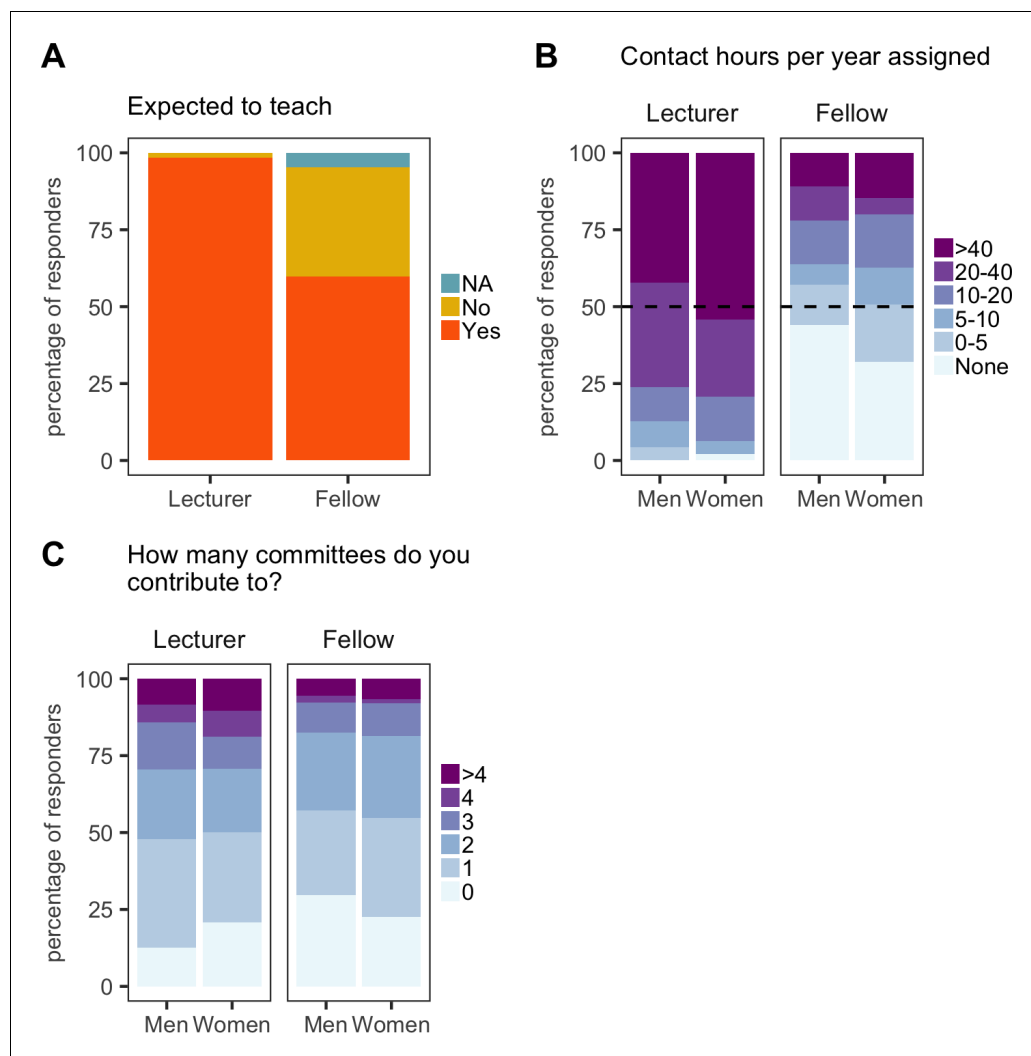 A
Expected to teach
percentage of responders
100
75
50
25
0
Lecturer Fellow
NA
No
Yes
B
Contact hours per year assigned
Lecturer Fellow
percentage of responders
100
75
50
25
0
Men Women Men Women
>40
20-40
10-20
5-10
0-5
None
C
How many committees do you
contribute to?
Lecturer Fellow
percentage of responders
100
75
50
25
0
Men Women Men Women
>4
4
3
2
1
0